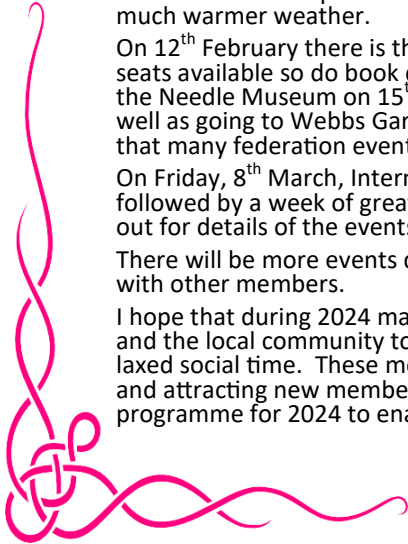 much warmer weather.
On 12th February there is th
seats available so do book
the Needle Museum on 15
well as going to Webbs Gar
that many federation event
On Friday, 8th March, Intern
followed by a week of great
out for details of the events
There will be more events
with other members.
I hope that during 2024 ma
and the local community to
laxed social time. These m
and attracting new membe
programme for 2024 to ena